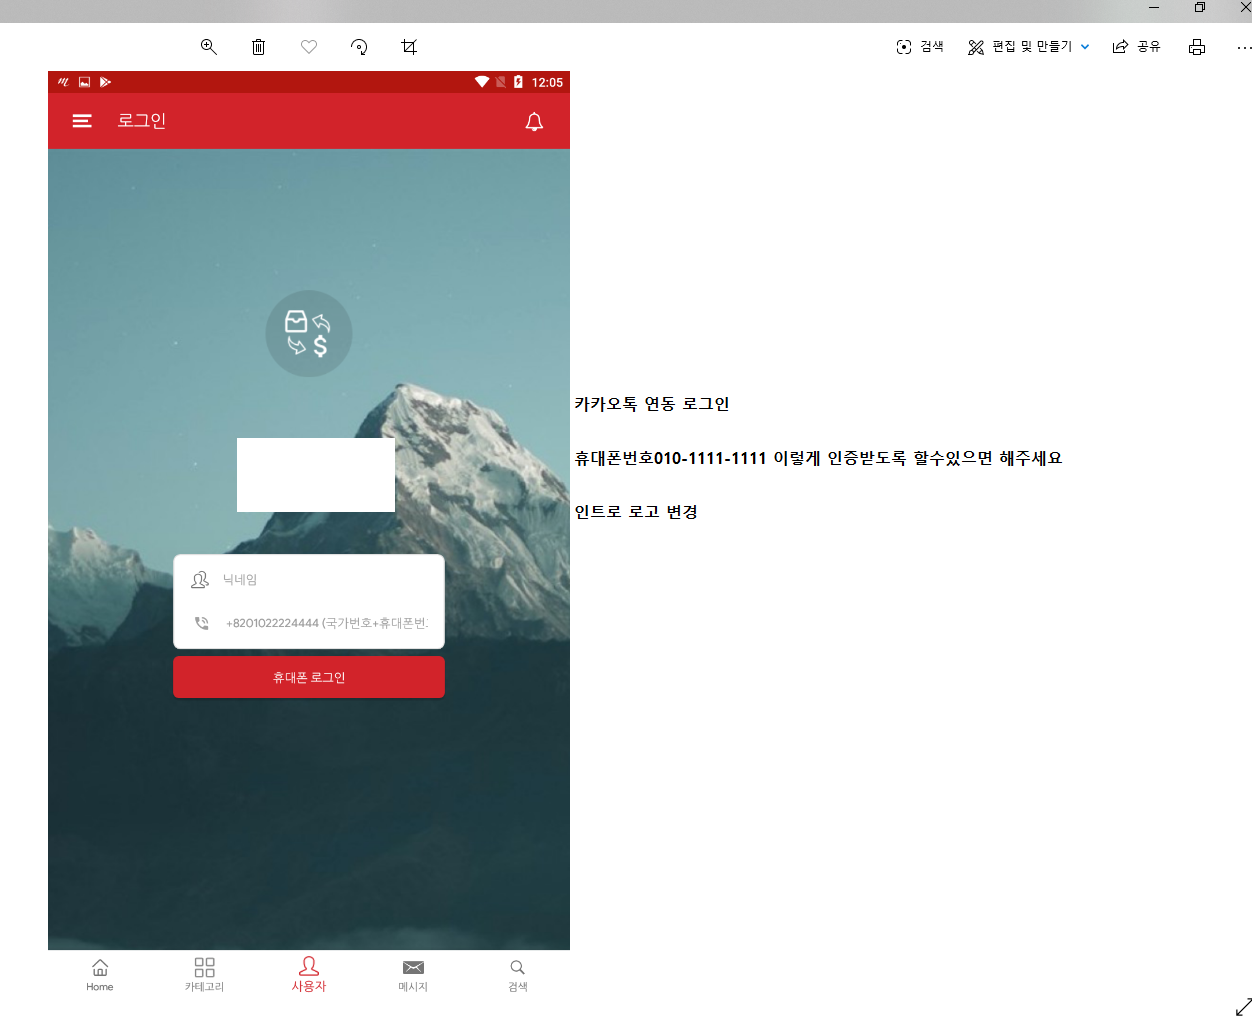 검색
편집 및 만들기
공유
12:05
로그인
카카오톡 연동 로그인
휴대폰번호010-1111-1111 이렇게 인증받도록 할수있으면 해주세요
인트로 로고 변경
닉네임
+8201022224444 (국가번호+휴대폰번
휴대폰 로그인
Home
카테고리
사용자
메시지
검색